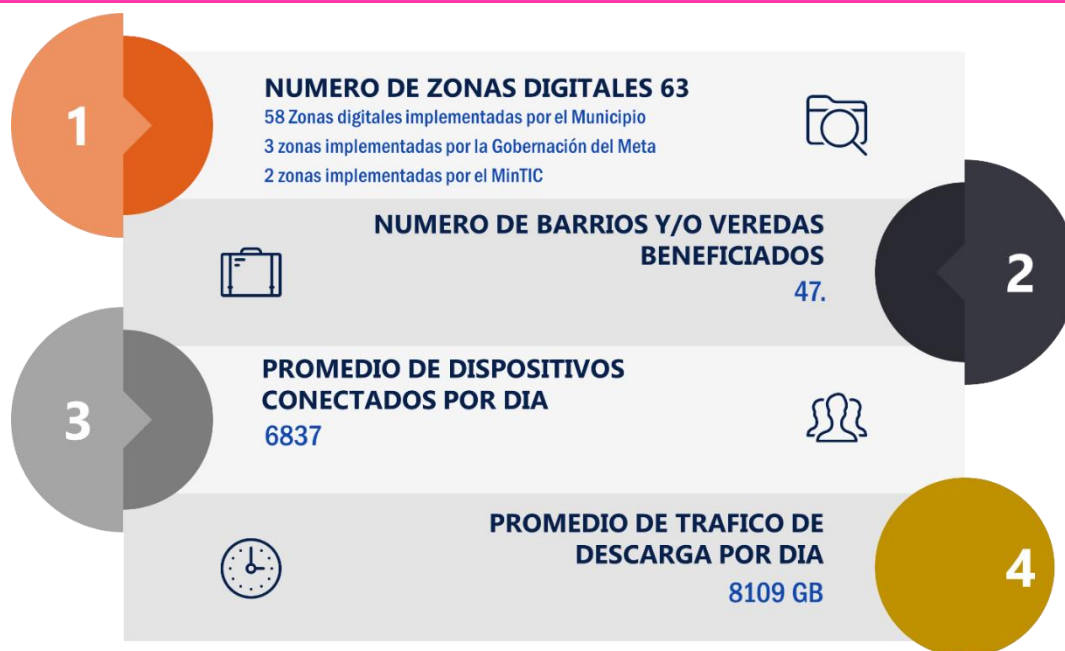 1
NUMERO DE ZONAS DIGITALES 63
58 Zonas digitales implementadas por el Municipio
3 zonas implementadas por la Gobernación del Meta
2 zonas implementadas por el MinTIC
NUMERO DE BARRIOS Y/O VEREDAS
BENEFICIADOS
47.
2
3
PROMEDIO DE DISPOSITIVOS
CONECTADOS POR DIA
6837
PROMEDIO DE TRAFICO DE
DESCARGA POR DIA
8109 GB
4